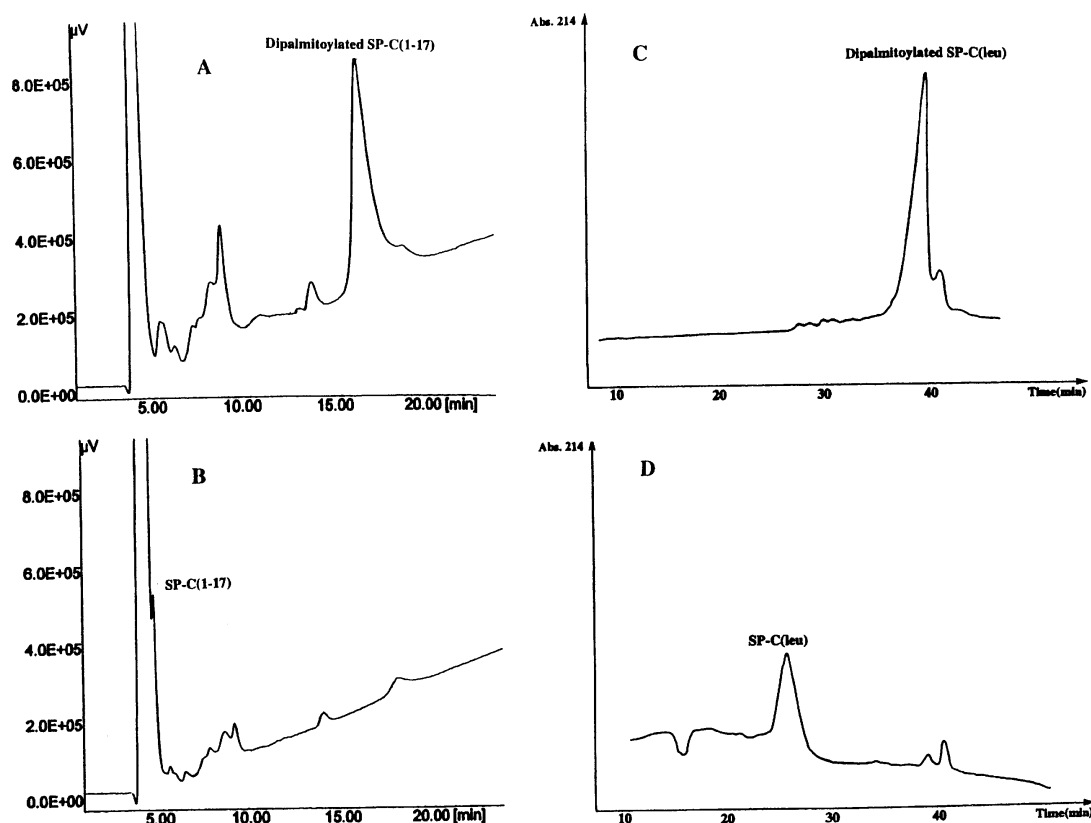 µV
Dipalmitoylated SP-C(1-17)
A
8.0E+05
6.0E+05
4.0E+05
2.0E+05
0.0E+00
5.00 10.00 15.00 20.00 [min]
Abs. 214
C
Dipalmitoylated SP-C(leu)
10 20 30 40 Time(min)
µV
B
8.0E+05
6.0E+05
SP-C(1-17)
4.0E+05
2.0E+05
0.0E+00
5.00 10.00 15.00 20.00 [min]
Abs. 214
D
SP-C(leu)
10 20 30 40 Time(min)